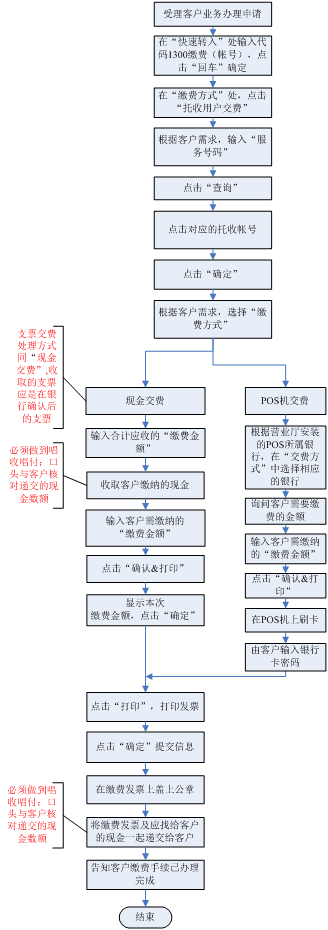 受理客户业务办理申请
在“快速转入”处输入代
码1300缴费（帐号），点
击“回车”确定
在“缴费方式”处，点击
“托收用户交费”
根据客户需求，输入“服
务号码”
点击“查询”
点击对应的托收帐号
点击“确定”
根据客户需求，选择“缴
费方式”
支票交费
处理方式
同“现金
交费”,收
取的支票
应是在银
行确认后
的支票
现金交费
输入合计应收的“缴费金
额”
必须做到唱
收唱付；口
头与客户核
对递交的现
金数额
收取客户缴纳的现金
输入客户需缴纳的
“缴费金额”
点击“确认&打印”
显示本次
缴费金额，点击“确定”
POS机交费
根据营业厅安装
的POS所属银
行，在“交费方
式”中选择相应
的银行
询问客户需要缴
费的金额
输入客户需缴纳
的“缴费金额”
点击“确认&打
印”
在POS机上刷卡
由客户输入银行
卡密码
点击“打印”，打印发票
点击“确定”提交信息
在缴费发票上盖上公章
必须做到唱
收唱付；口
头与客户核
对递交的现
金数额
将缴费发票及应找给客户
的现金一起递交给客户
告知客户缴费手续已办理
完成
结束